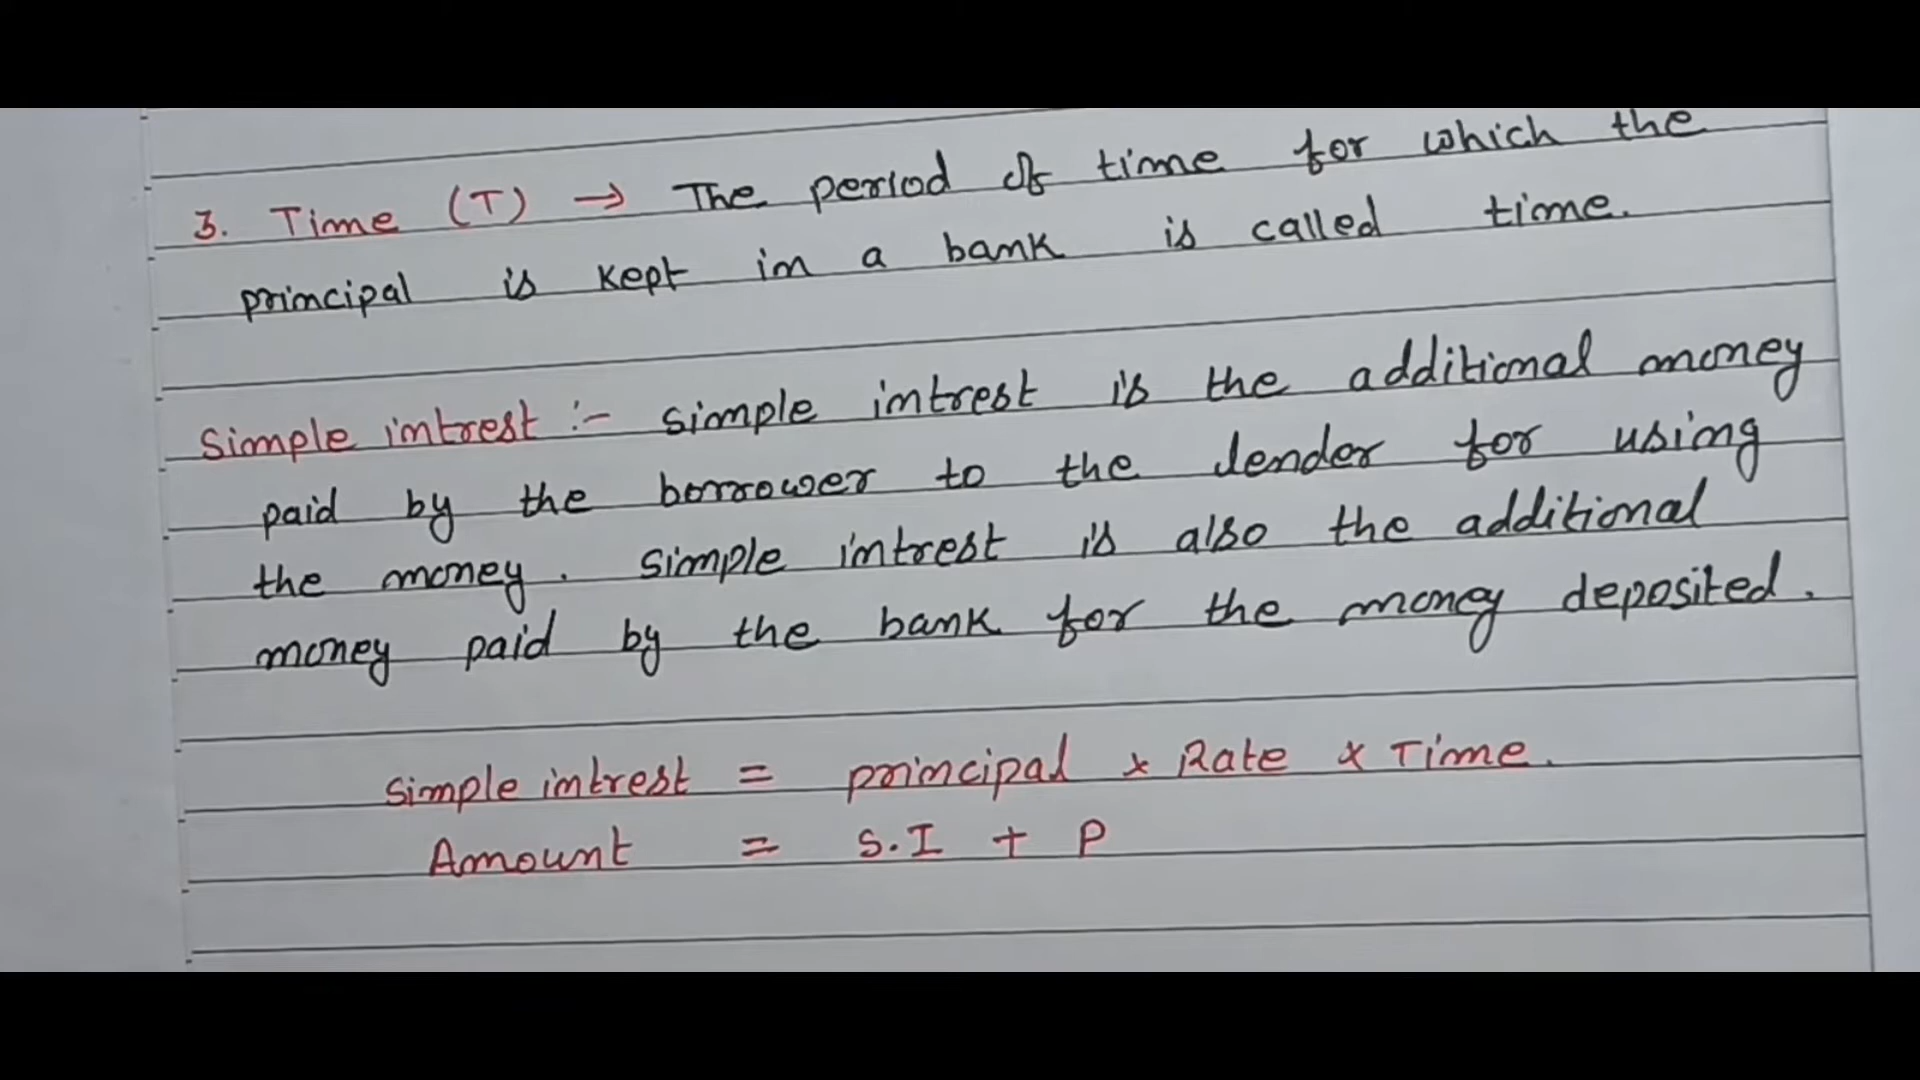 3. Time (T) → The period of time for which the
principal is kept in a bank is called time.
Simple intrest :- simple intrest is the additional money
paid by the borrower to the lender for using
the money. Simple intrest is also the additional
money paid by the bank for the money deposited.
Simple intrest = principal × Rate × Time.
Amount = S.I + P